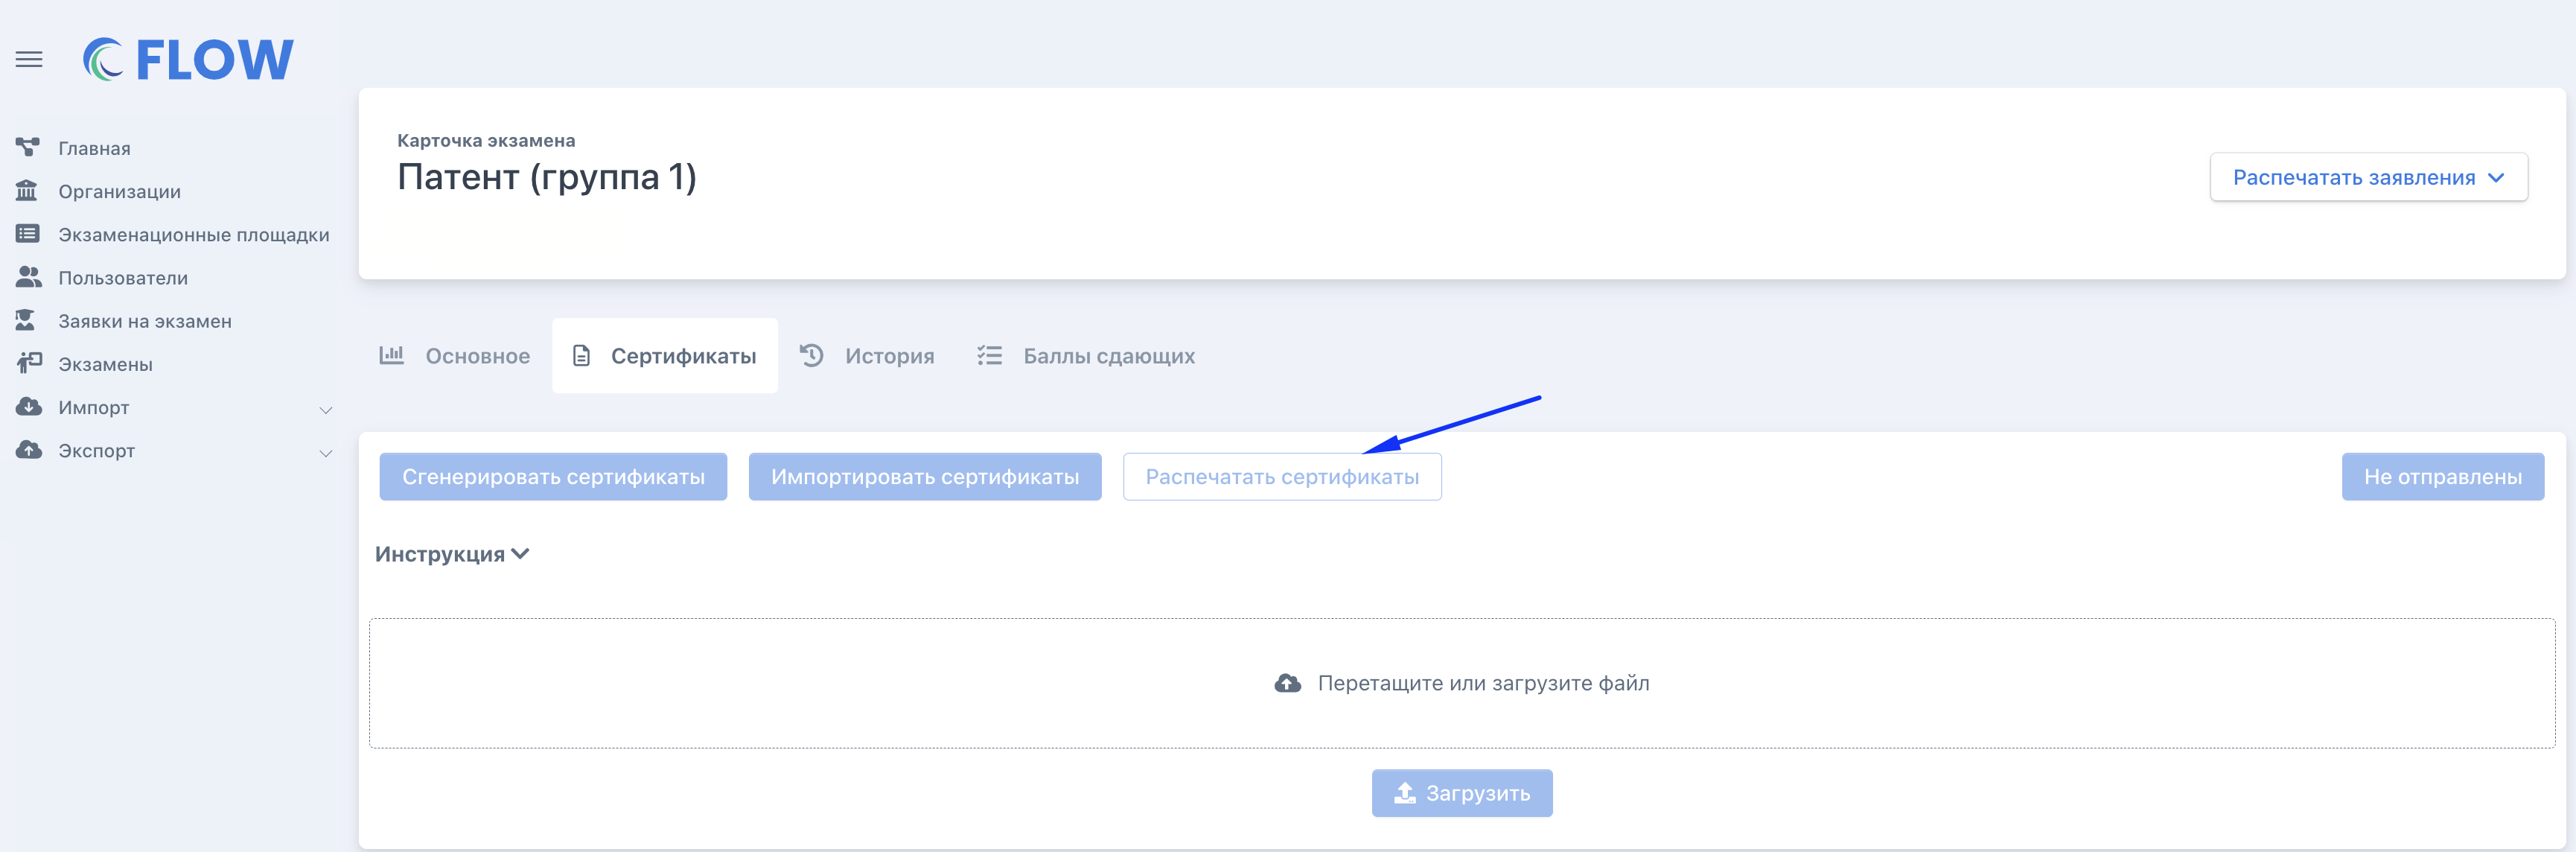 FLOW
Главная
Организации
Экзаменационные площадки
Пользователи
Заявки на экзамен
Экзамены
Импорт
Экспорт
Карточка экзамена
Патент (группа 1)
Распечатать заявления
Основное
Сертификаты
История
Баллы сдающих
Сгенерировать сертификаты
Импортировать сертификаты
Распечатать сертификаты
Не отправлены
Инструкция
Перетащите или загрузите файл
Загрузить